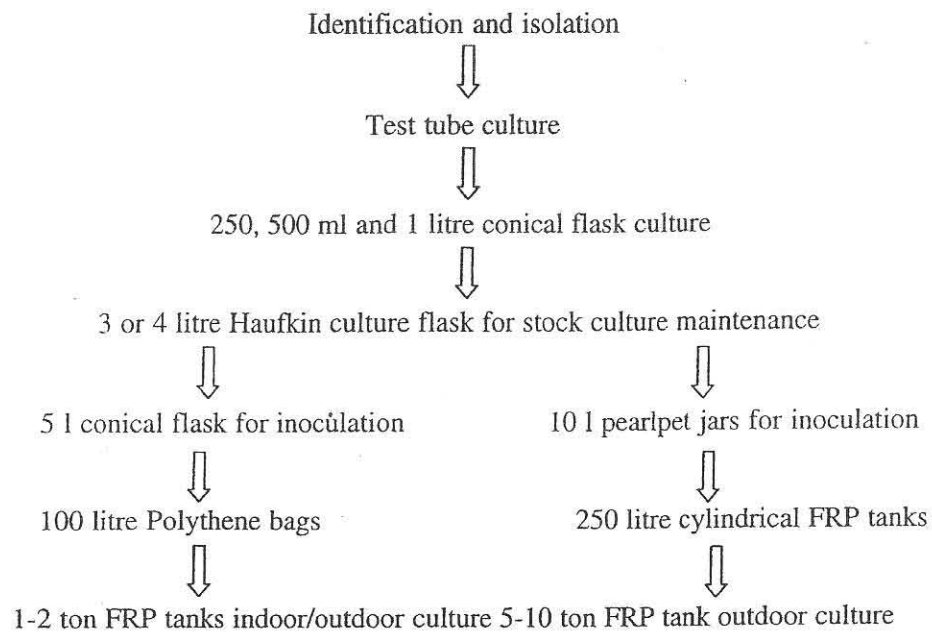 Identification and isolation
Test tube culture
250, 500 ml and 1 litre conical flask culture
3 or 4 litre Haufkin culture flask for stock culture maintenance
5 l conical flask for inoculation 10 l pearlpet jars for inoculation
100 litre Polythene bags 250 litre cylindrical FRP tanks
1-2 ton FRP tanks indoor/outdoor culture 5-10 ton FRP tank outdoor culture